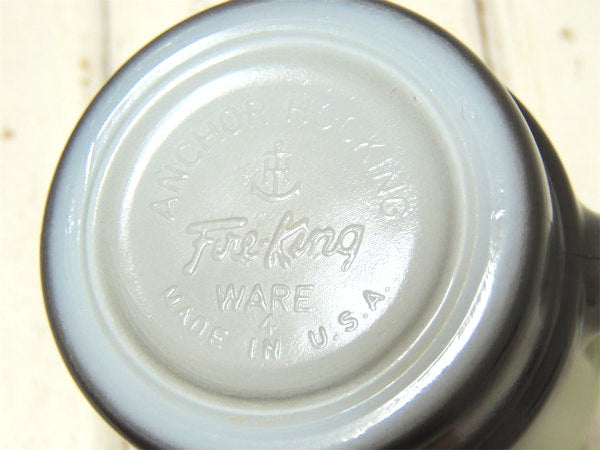 ANCHOR HOCKING
Fire-King
WARE
4
MADE IN U.S.A.